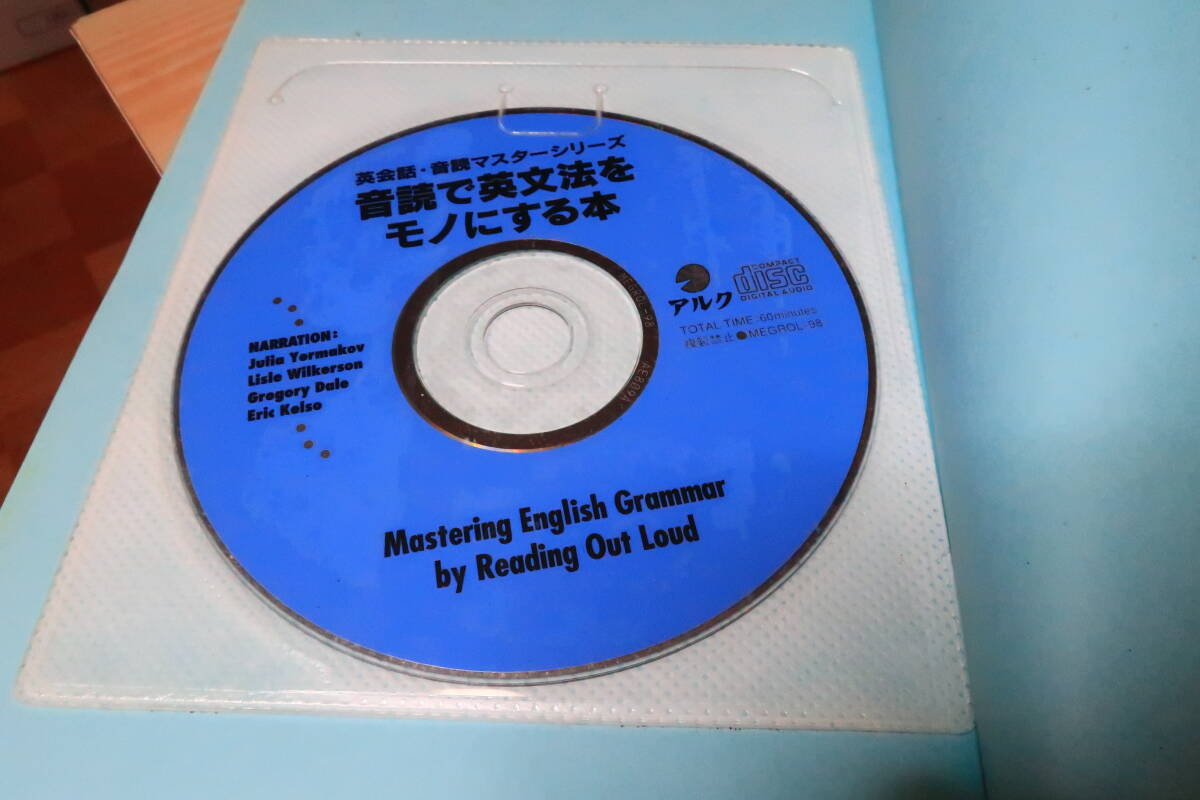 英会話・音読マスターシリーズ
音読で英文法を
モノにする本
アルク
COMPACT
disc
DIGITAL AUDIO
TOTAL TIME :60minutes
複製禁止●MEGROL-98
NARRATION:
Julia Yermakov
Lisle Wilkerson
Gregory Dale
Eric Kelso
MEGROL-98
AE809A
Mastering English Grammar
by Reading Out Loud